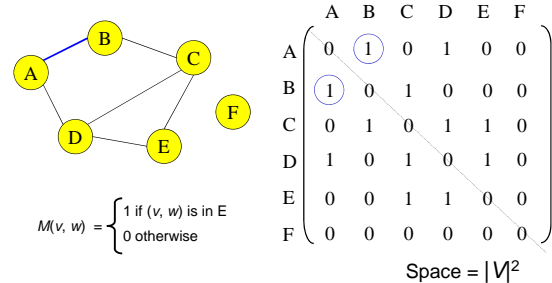 B
C
A
F
D
E
M(v, w) = 1 if (v, w) is in E
0 otherwise
A B C D E F
A 0 1 0 1 0 0
B 1 0 1 0 0 0
C 0 1 0 1 1 0
D 1 0 1 0 1 0
E 0 0 1 1 0 0
F 0 0 0 0 0 0
Space = |V|²